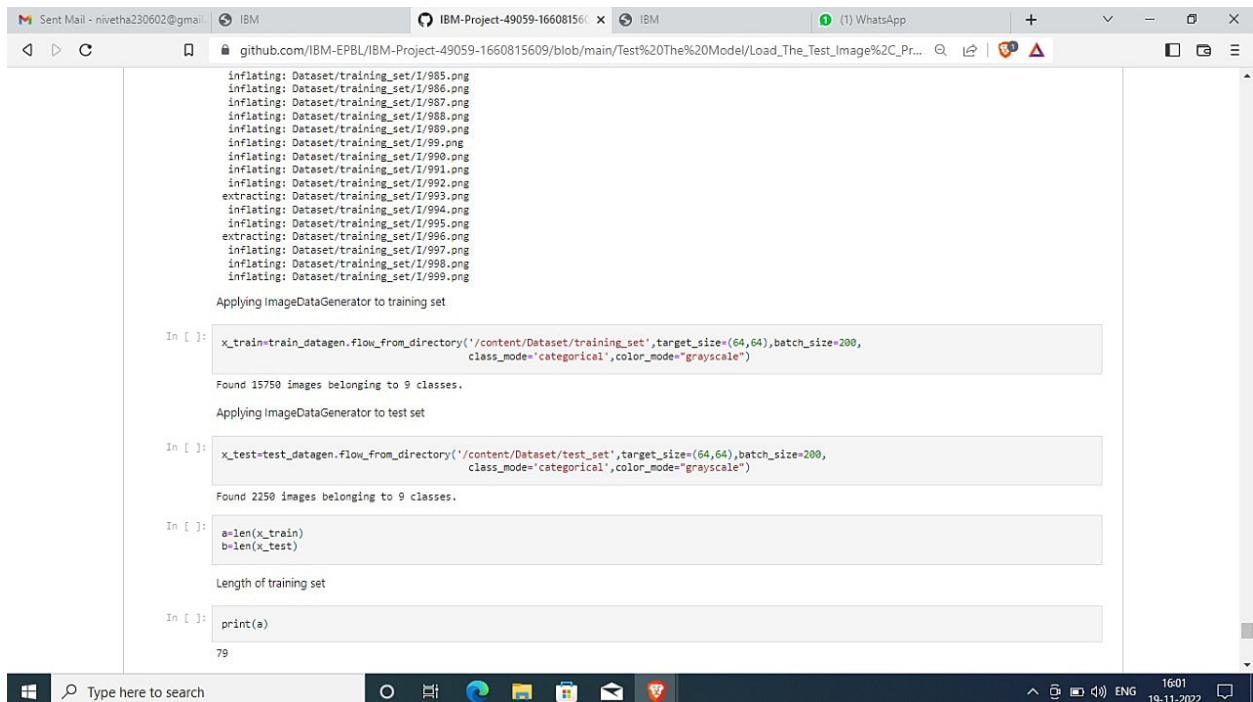 Sent Mail - nivetha230602@gmail.
IBM
IBM-Project-49059-16608156
IBM
(1) WhatsApp
github.com/IBM-EPBL/IBM-Project-49059-1660815609/blob/main/Test%20The%20Model/Load_The_Test_Image%2C_Pr...
inflating: Dataset/training_set/I/985.png
inflating: Dataset/training_set/I/986.png
inflating: Dataset/training_set/I/987.png
inflating: Dataset/training_set/I/988.png
inflating: Dataset/training_set/I/989.png
inflating: Dataset/training_set/I/99.png
inflating: Dataset/training_set/I/990.png
inflating: Dataset/training_set/I/991.png
inflating: Dataset/training_set/I/992.png
extracting: Dataset/training_set/I/993.png
inflating: Dataset/training_set/I/994.png
inflating: Dataset/training_set/I/995.png
extracting: Dataset/training_set/I/996.png
inflating: Dataset/training_set/I/997.png
inflating: Dataset/training_set/I/998.png
inflating: Dataset/training_set/I/999.png
Applying ImageDataGenerator to training set
In [ ]:
x_train=train_datagen.flow_from_directory('/content/Dataset/training_set',target_size=(64,64),batch_size=200,
class_mode='categorical',color_mode="grayscale")
Found 15750 images belonging to 9 classes.
Applying ImageDataGenerator to test set
In [ ]:
x_test=test_datagen.flow_from_directory('/content/Dataset/test_set',target_size=(64,64),batch_size=200,
class_mode='categorical',color_mode="grayscale")
Found 2250 images belonging to 9 classes.
In [ ]:
a=len(x_train)
b=len(x_test)
Length of training set
In [ ]:
print(a)
79
Type here to search
ENG
16:01
19-11-2022